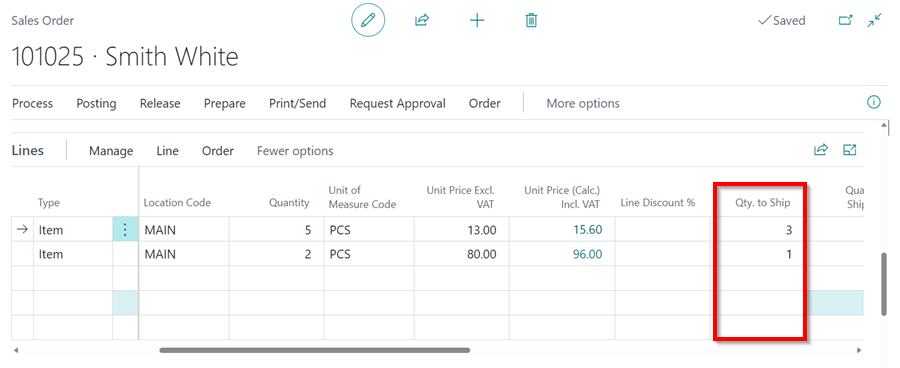 Sales Order
Saved
101025 · Smith White
Process Posting Release Prepare Print/Send Request Approval Order More options
Lines Manage Line Order Fewer options
Type Location Code Quantity Unit of Measure Code Unit Price Excl. VAT Unit Price (Calc.) Incl. VAT Line Discount % Qty. to Ship Qua Ship
Item MAIN 5 PCS 13.00 15.60 3
Item MAIN 2 PCS 80.00 96.00 1